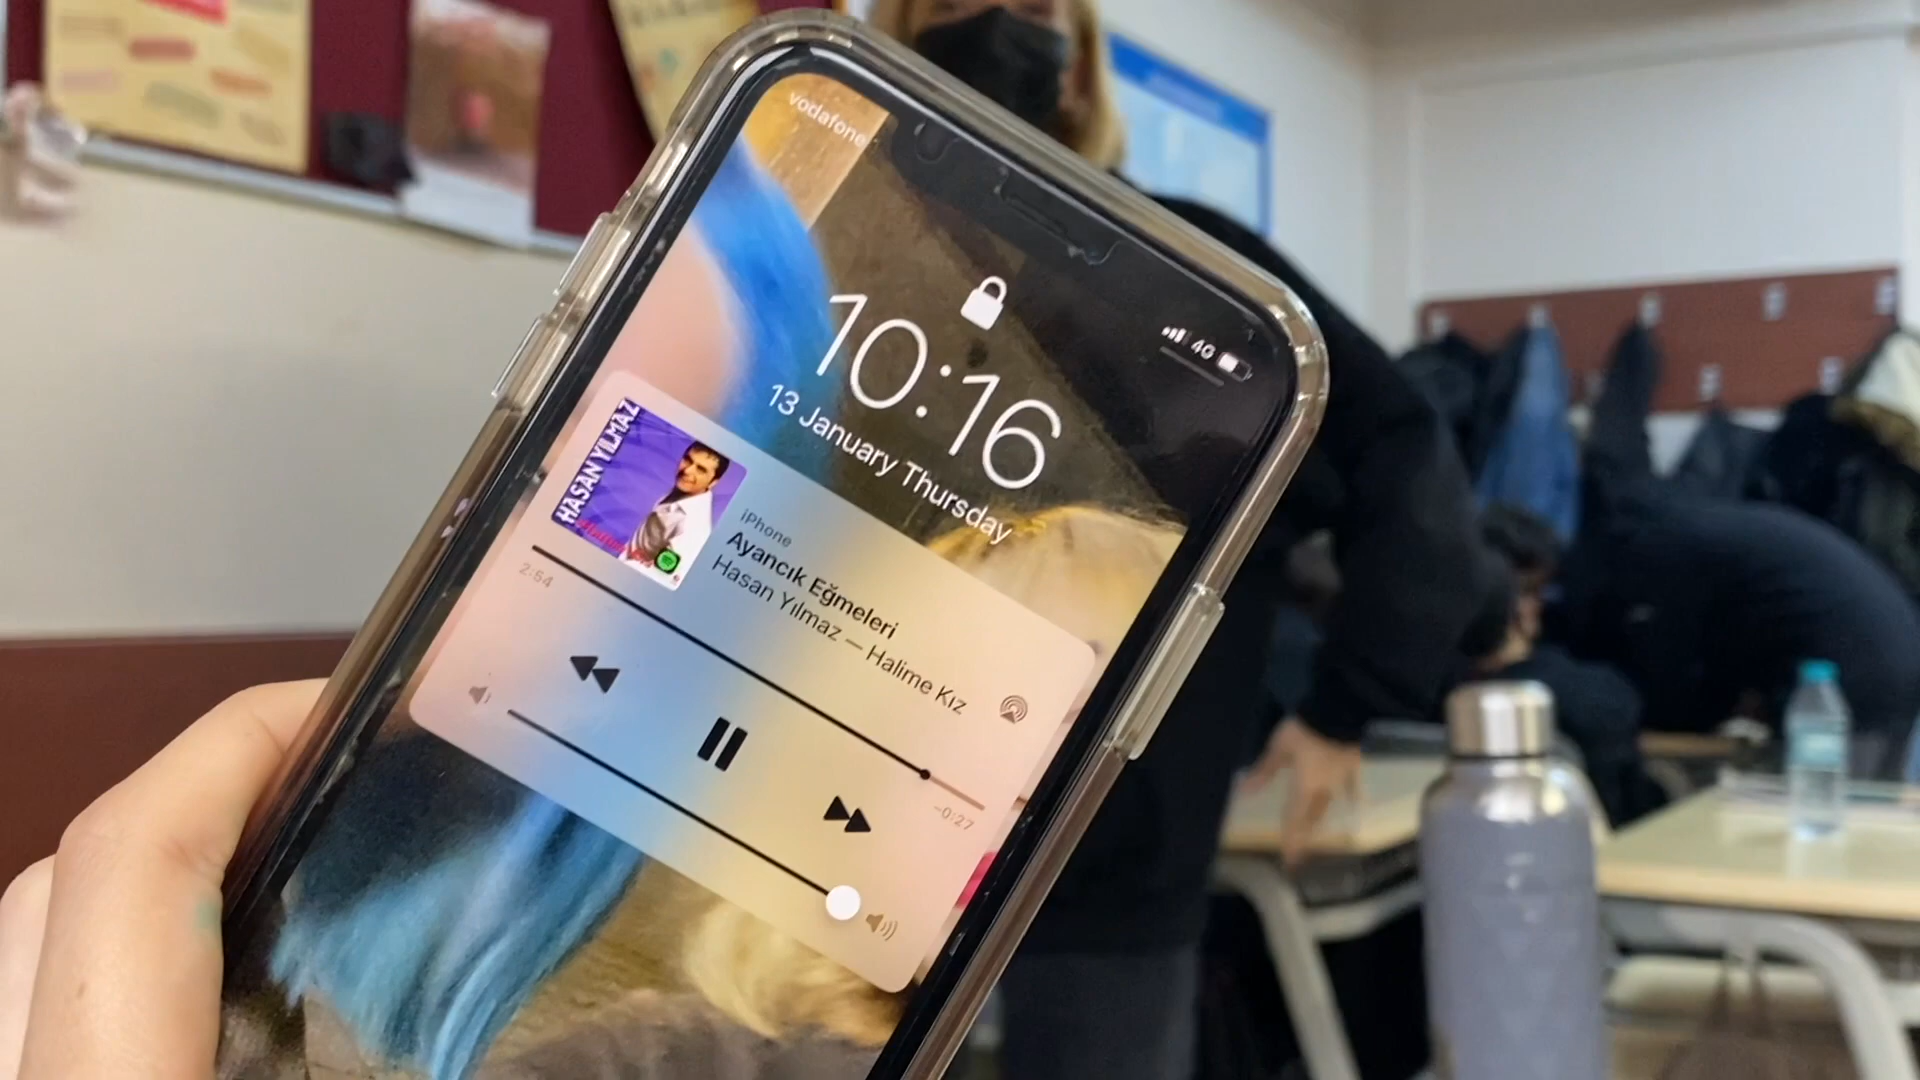 vodafone
4G
10:16
13 January Thursday
HASAN YILMAZ
iPhone
Ayancık Eğmeleri
Hasan Yılmaz — Halime Kız
2:54
-0:27